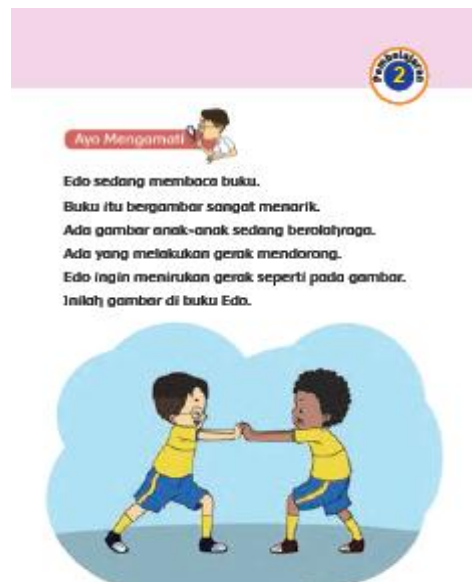 Pembelajaran
2
Ayo Mengamati
Edo sedang membaca buku.
Buku itu bergambar sangat menarik.
Ada gambar anak-anak sedang berolahraga.
Ada yang melakukan gerak mendorong.
Edo ingin menirukan gerak seperti pada gambar.
Inilah gambar di buku Edo.